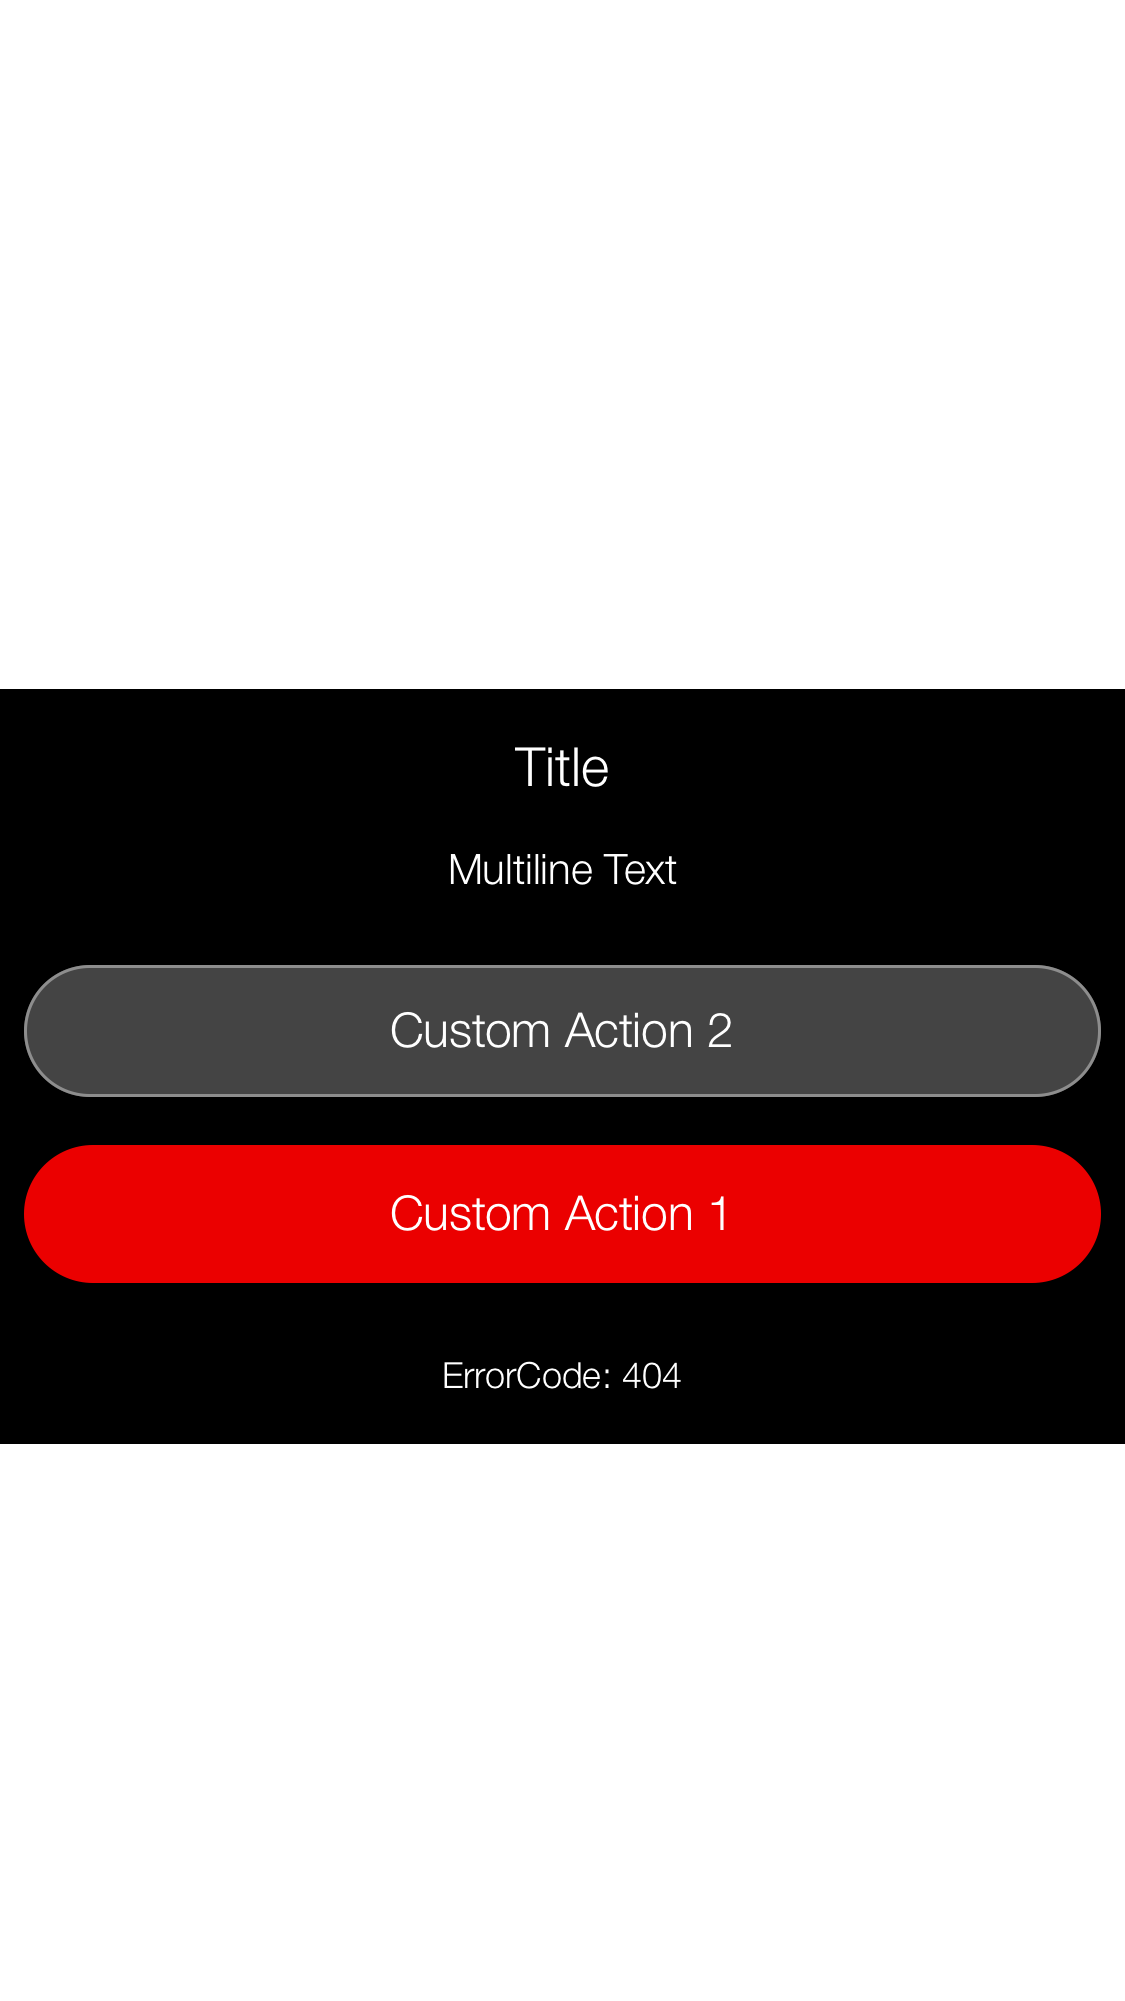 Title
Multiline Text
Custom Action 2
Custom Action 1
ErrorCode: 404